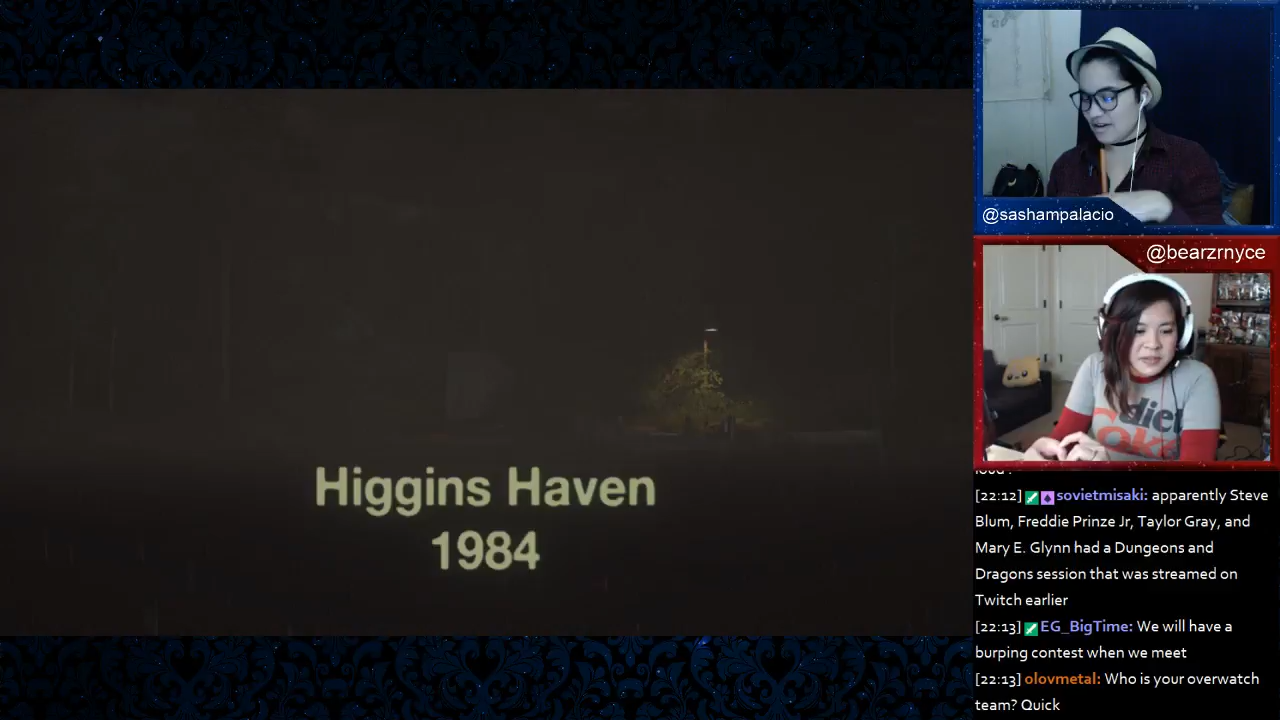 Higgins Haven
1984
@sashampalacio
@bearzrnyce
diet
Coke
[22:12] sovietmisaki: apparently Steve
Blum, Freddie Prinze Jr, Taylor Gray, and
Mary E. Glynn had a Dungeons and
Dragons session that was streamed on
Twitch earlier
[22:13] EG_BigTime: We will have a
burping contest when we meet
[22:13] olovmetal: Who is your overwatch
team? Quick